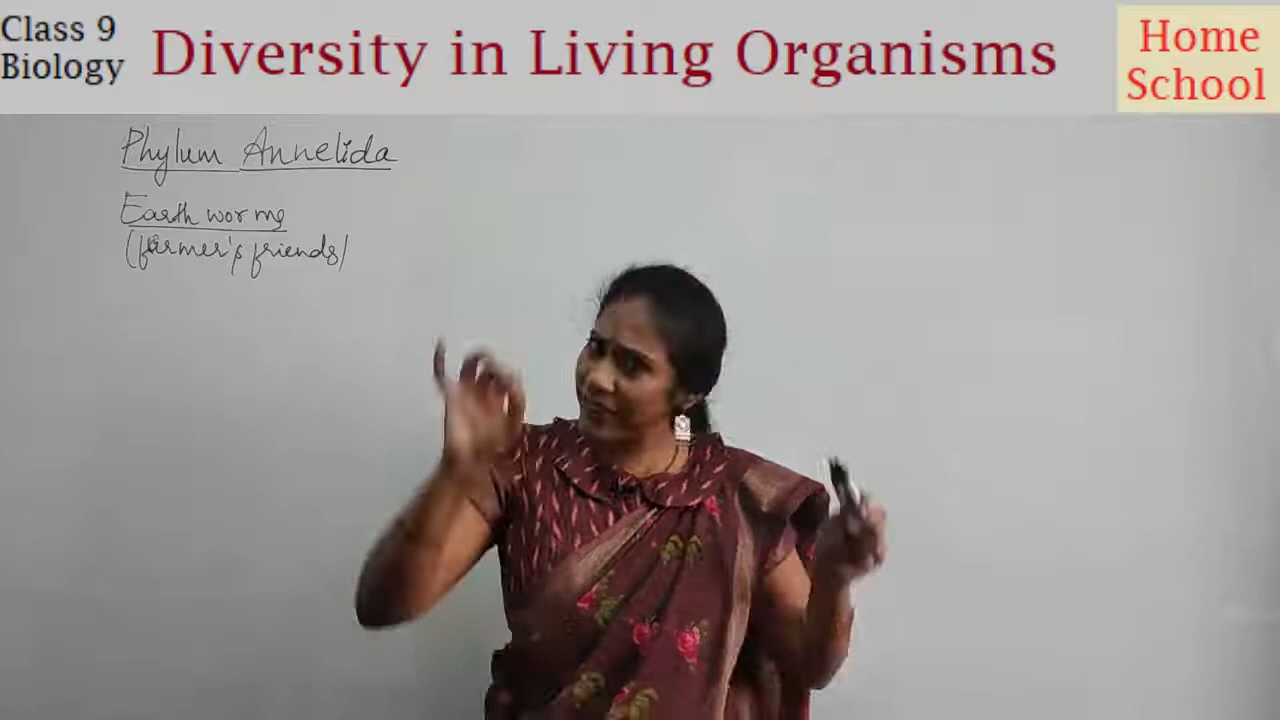 Class 9
Biology
Diversity in Living Organisms
Home
School
Phylum Annelida
Earth worms
(farmer's friends)